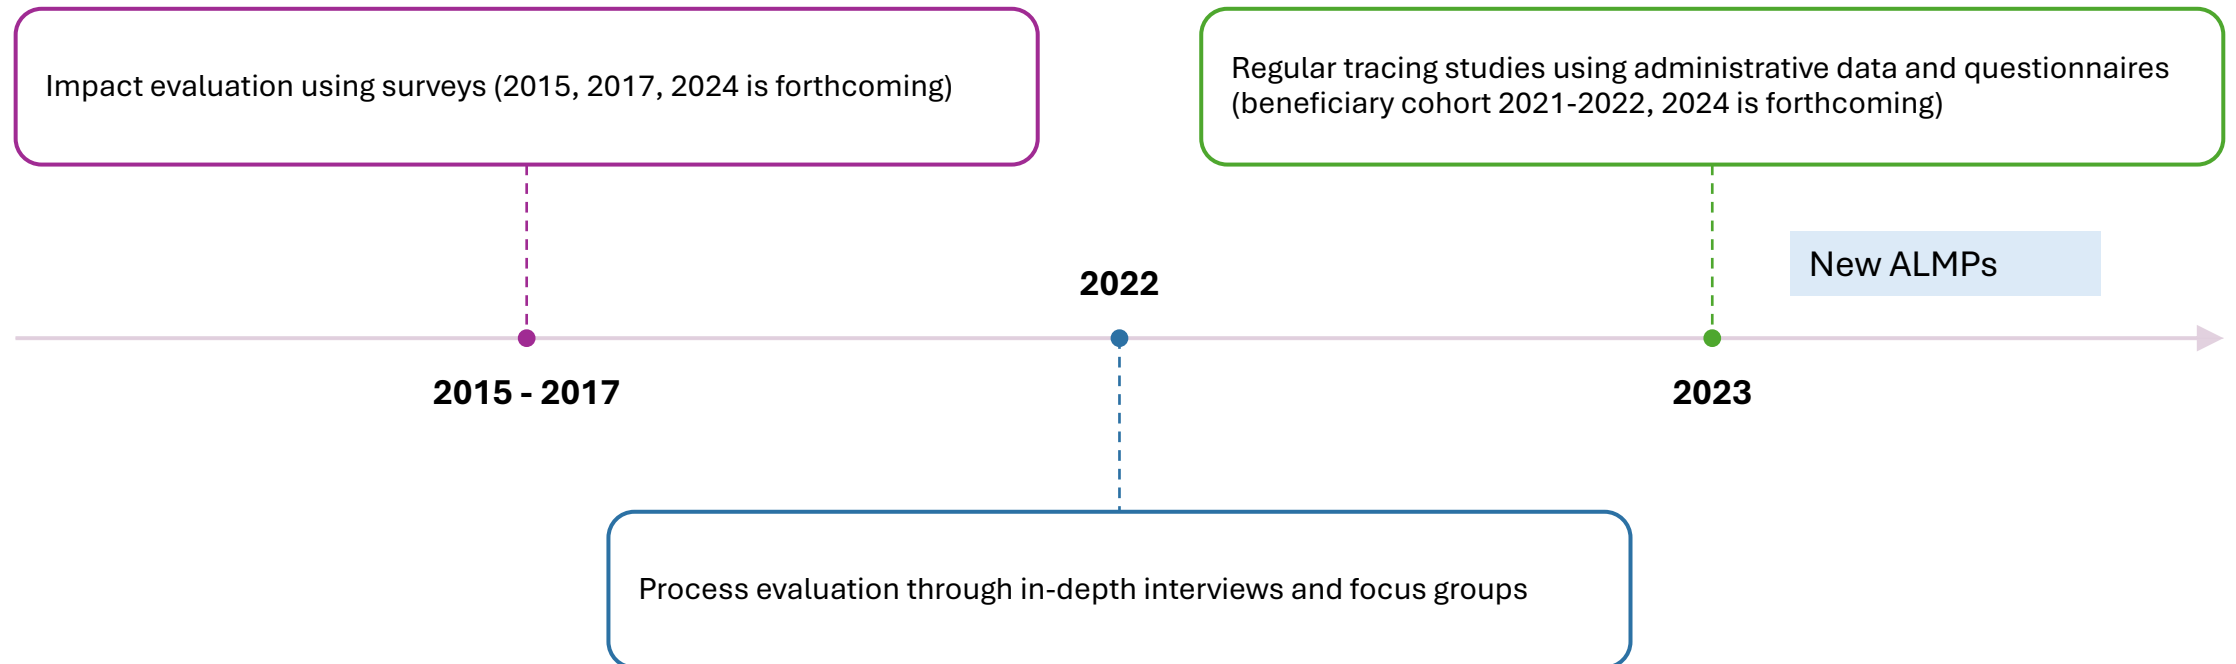 Impact evaluation using surveys (2015, 2017, 2024 is forthcoming)
Regular tracing studies using administrative data and questionnaires
(beneficiary cohort 2021-2022, 2024 is forthcoming)
New ALMPs
2022
2015 - 2017
2023
Process evaluation through in-depth interviews and focus groups